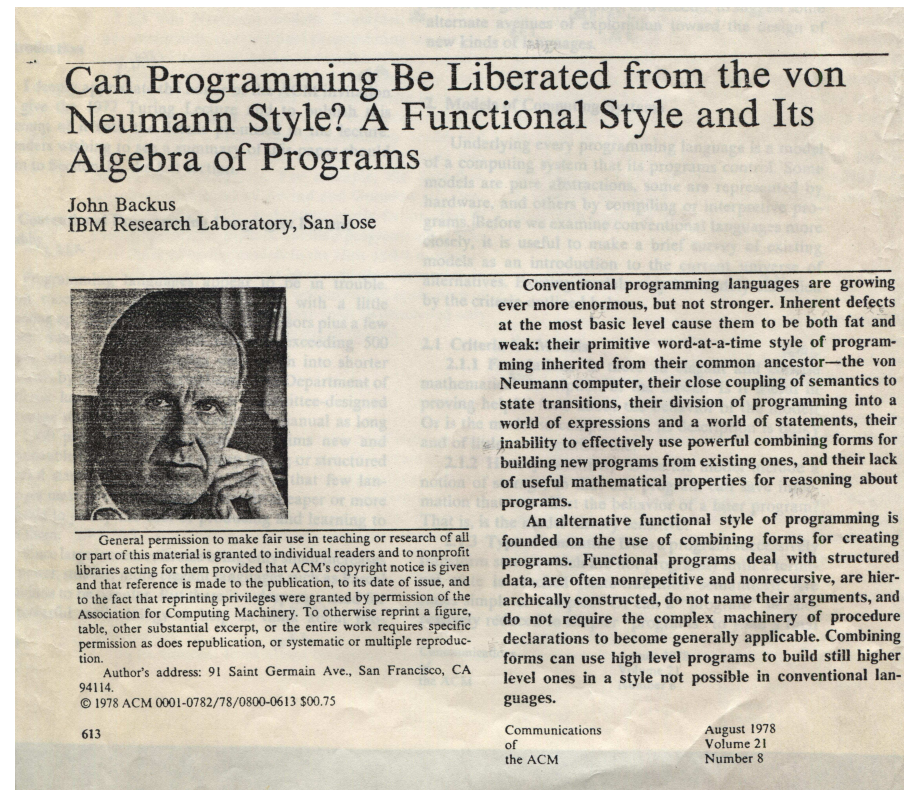 Can Programming Be Liberated from the von
Neumann Style? A Functional Style and Its
Algebra of Programs
John Backus
IBM Research Laboratory, San Jose
General permission to make fair use in teaching or research of all
or part of this material is granted to individual readers and to nonprofit
libraries acting for them provided that ACM's copyright notice is given
and that reference is made to the publication, to its date of issue, and
to the fact that reprinting privileges were granted by permission of the
Association for Computing Machinery. To otherwise reprint a figure,
table, other substantial excerpt, or the entire work requires specific
permission as does republication, or systematic or multiple reproduc-
tion.
Author's address: 91 Saint Germain Ave., San Francisco, CA
94114.
© 1978 ACM 0001-0782/78/0800-0613 $00.75
613
Conventional programming languages are growing
ever more enormous, but not stronger. Inherent defects
at the most basic level cause them to be both fat and
weak: their primitive word-at-a-time style of program-
ming inherited from their common ancestor—the von
Neumann computer, their close coupling of semantics to
state transitions, their division of programming into a
world of expressions and a world of statements, their
inability to effectively use powerful combining forms for
building new programs from existing ones, and their lack
of useful mathematical properties for reasoning about
programs.
An alternative functional style of programming is
founded on the use of combining forms for creating
programs. Functional programs deal with structured
data, are often nonrepetitive and nonrecursive, are hier-
archically constructed, do not name their arguments, and
do not require the complex machinery of procedure
declarations to become generally applicable. Combining
forms can use high level programs to build still higher
level ones in a style not possible in conventional lan-
guages.
Communications
of
the ACM
August 1978
Volume 21
Number 8